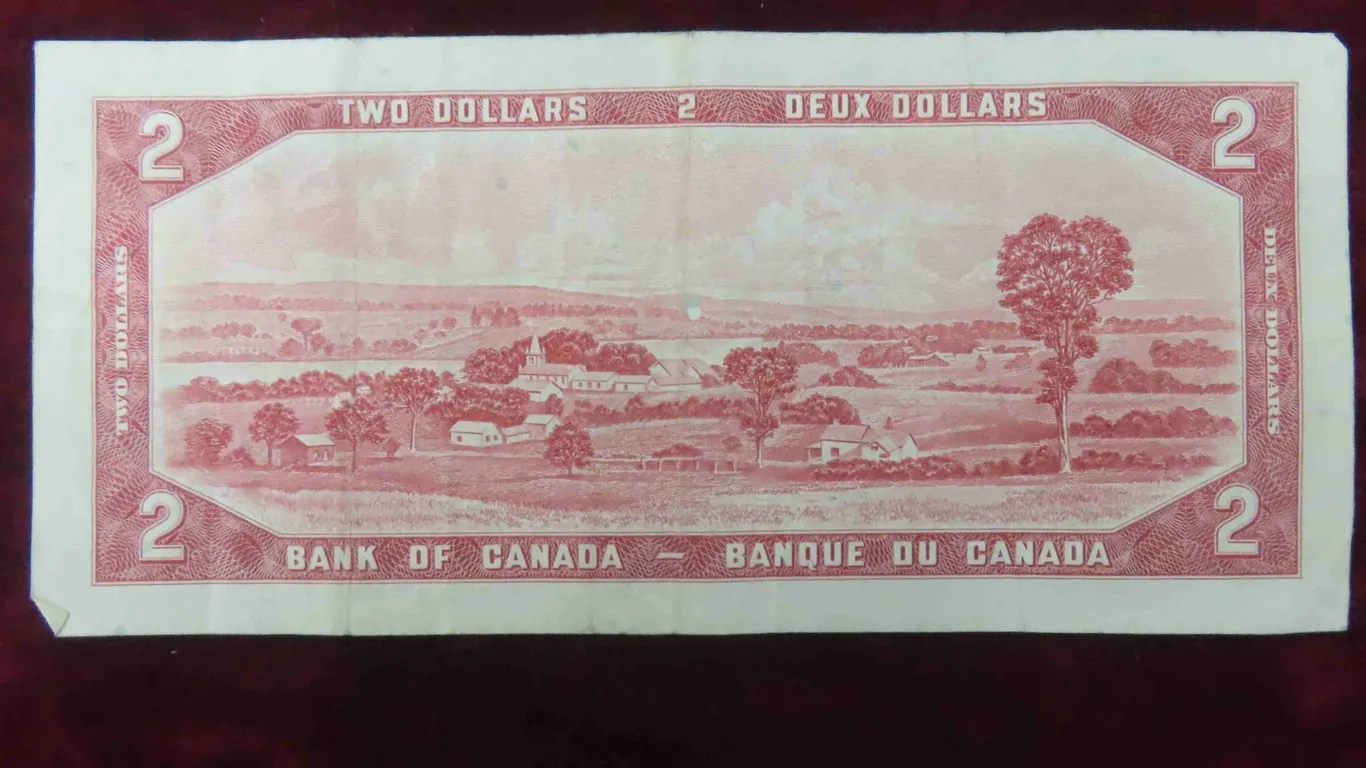 2 TWO DOLLARS 2 DEUX DOLLARS 2
TWO DOLLARS
DEUX DOLLARS
2 BANK OF CANADA – BANQUE DU CANADA 2